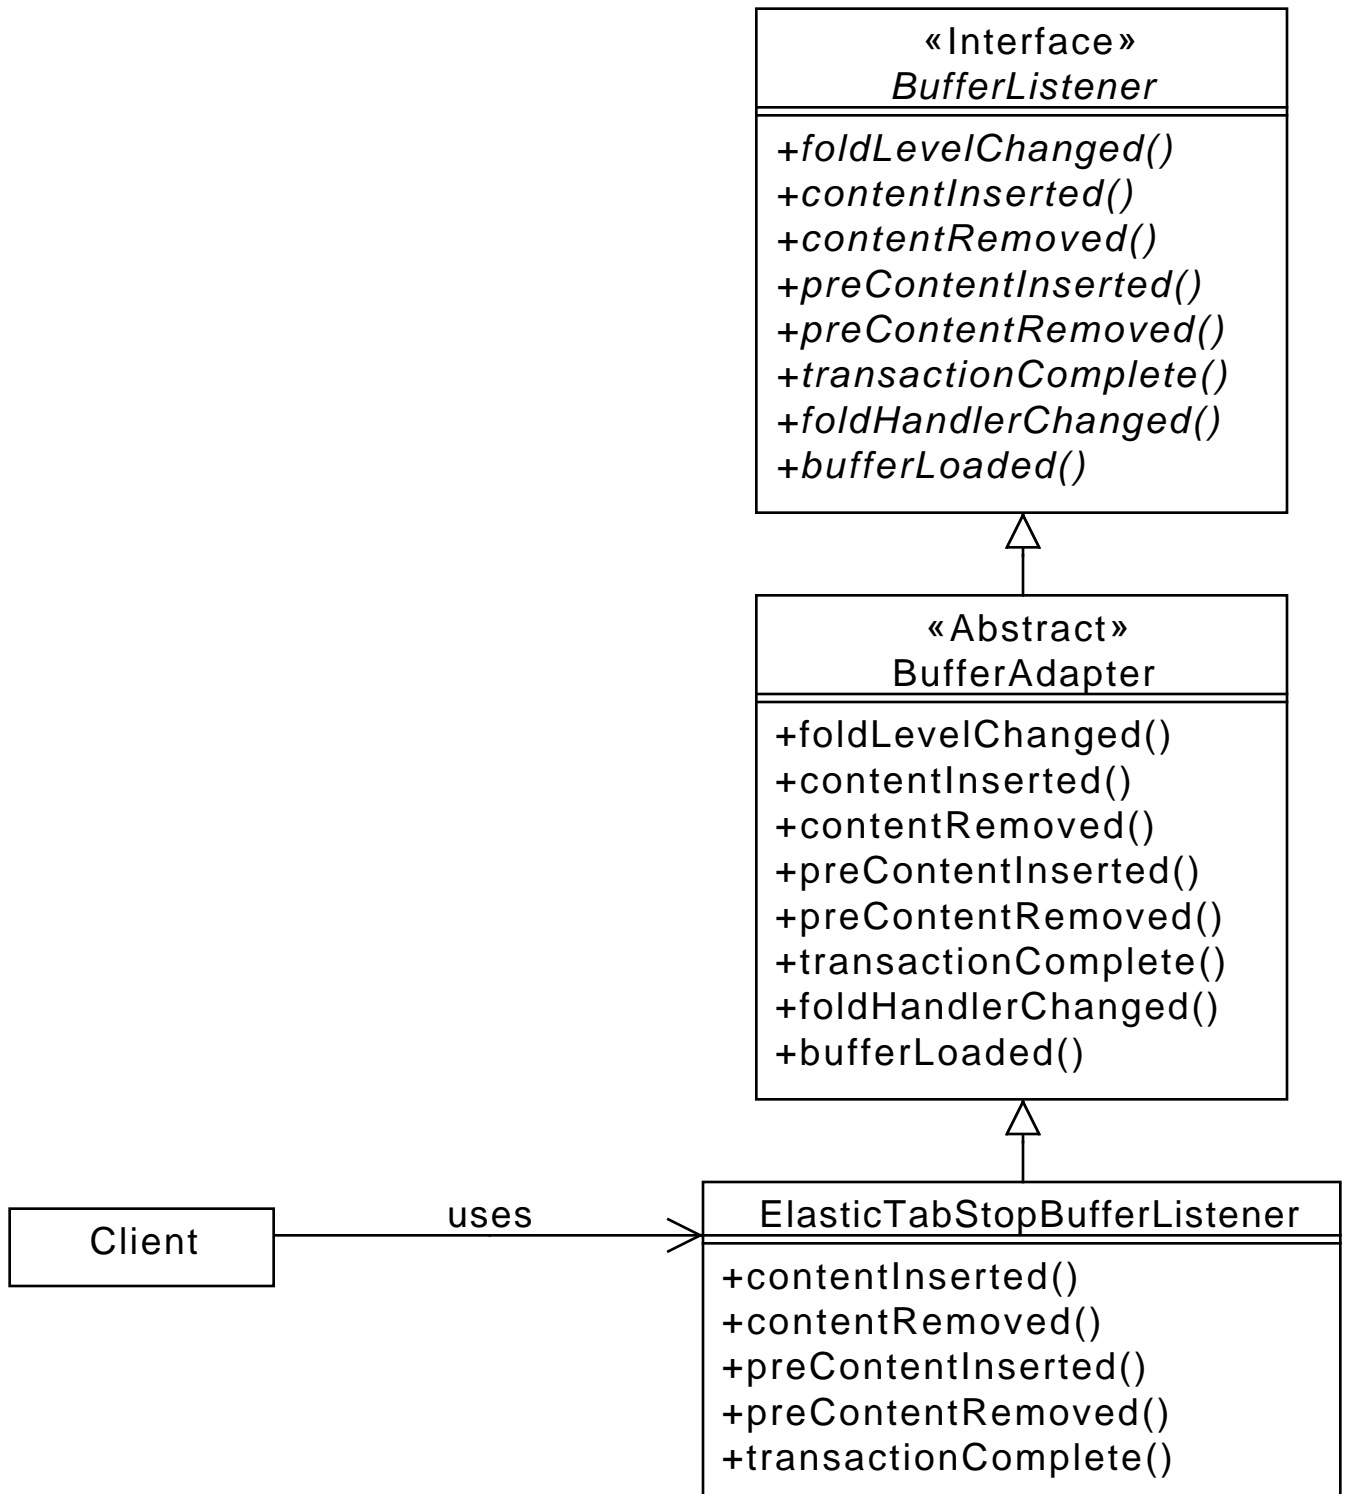 «Interface»
BufferListener
+foldLevelChanged()
+contentInserted()
+contentRemoved()
+preContentInserted()
+preContentRemoved()
+transactionComplete()
+foldHandlerChanged()
+bufferLoaded()
«Abstract»
BufferAdapter
+foldLevelChanged()
+contentInserted()
+contentRemoved()
+preContentInserted()
+preContentRemoved()
+transactionComplete()
+foldHandlerChanged()
+bufferLoaded()
Client
uses
ElasticTabStopBufferListener
+contentInserted()
+contentRemoved()
+preContentInserted()
+preContentRemoved()
+transactionComplete()